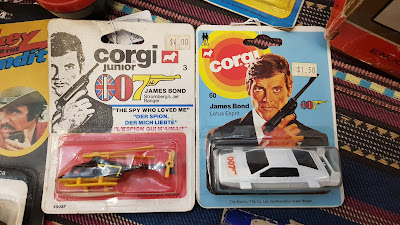 $4.00
corgi
junior
3
007
JAMES BOND
Stromberg's Jet
Ranger
"THE SPY WHO LOVED ME"
"DER SPION,
DER MICH LIEBTE"
"L'ESPION QUI M'AIMAIT"
corgi
$1.50
60
007
James Bond
Lotus Esprit
007